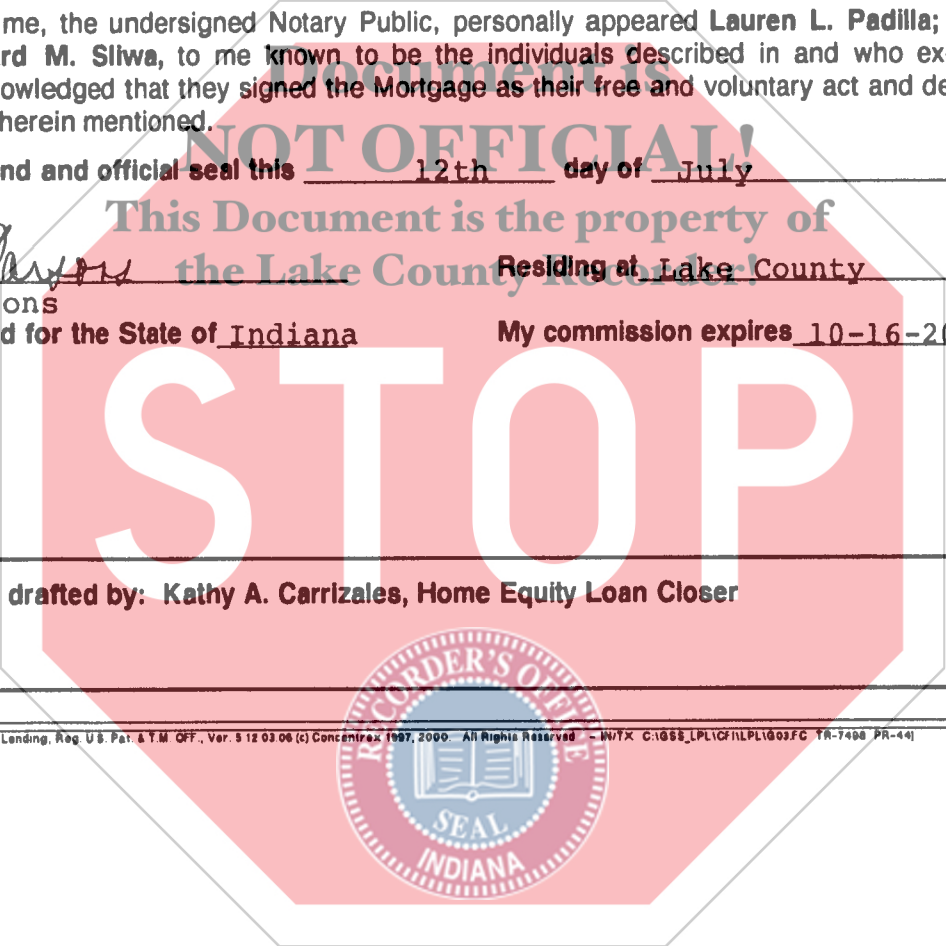 me, the undersigned Notary Public, personally appeared Lauren L. Padilla;
rd M. Sliwa, to me known to be the individuals described in and who ex
owledged that they signed the Mortgage as their free and voluntary act and de
herein mentioned.
nd and official seal this 12th day of July
Residing at Lake County
ons
d for the State of Indiana My commission expires 10-16-20
drafted by: Kathy A. Carrizales, Home Equity Loan Closer
Lending, Reg. U.S. Pat. & T.M. OFF., Ver. 5.12.03.06 (c) Concentrex 1997, 2000. All Rights Reserved. - IN/TX
Document is
NOT OFFICIAL!
This Document is the property of
the Lake County Recorder!
STOP
RECORDER'S OFFICE
SEAL
INDIANA